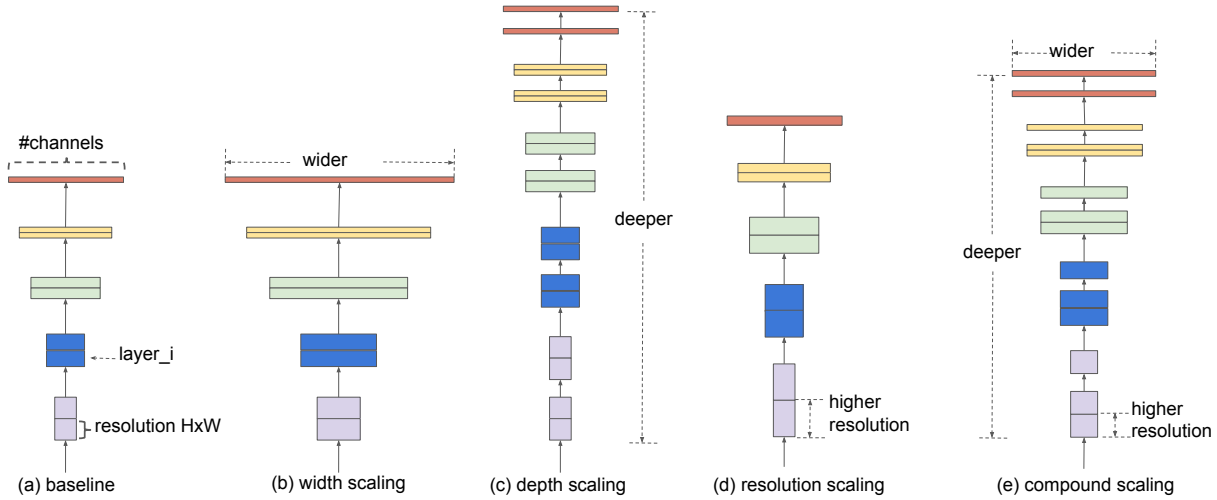 #channels
layer_i
resolution HxW
(a) baseline
wider
(b) width scaling
deeper
(c) depth scaling
higher
resolution
(d) resolution scaling
wider
deeper
higher
resolution
(e) compound scaling